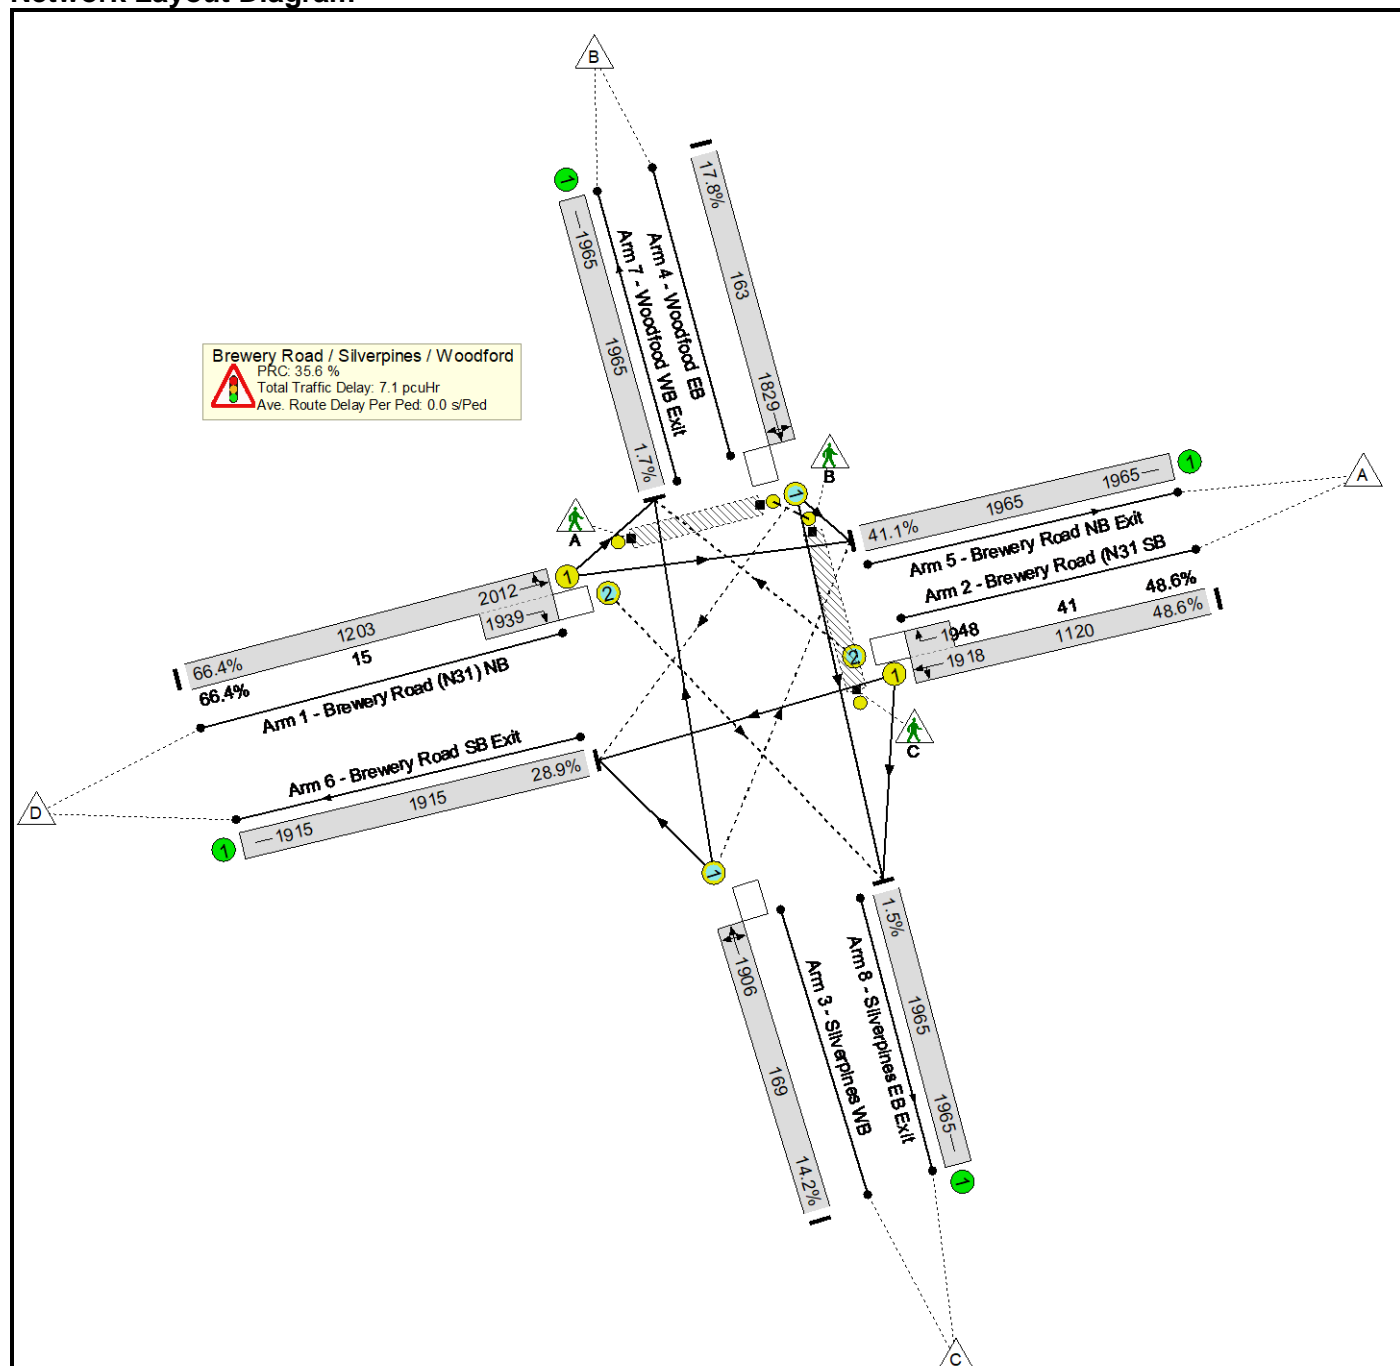 Network Layout Diagram
B
1
1965
1965
1.7%
Arm 7 - Woodfood WB Exit
Arm 4 - Woodfood EB
17.8%
163
1829
Brewery Road / Silverpines / Woodford
PRC: 35.6 %
Total Traffic Delay: 7.1 pcuHr
Ave. Route Delay Per Ped: 0.0 s/Ped
A
B
1
41.1%
1965
1965
1
A
Arm 5 - Brewery Road NB Exit
Arm 2 - Brewery Road (N31 SB
1948
41
48.6%
1918
1120
48.6%
2
1
C
1
2
2012
1939
1203
15
66.4%
66.4%
Arm 1 - Brewery Road (N31) NB
D
Arm 6 - Brewery Road SB Exit
28.9%
1915
1915
1
1
1906
169
14.2%
Arm 3 - Silverpines WB
Arm 8 - Silverpines EB Exit
1.5%
1965
1965
1
C